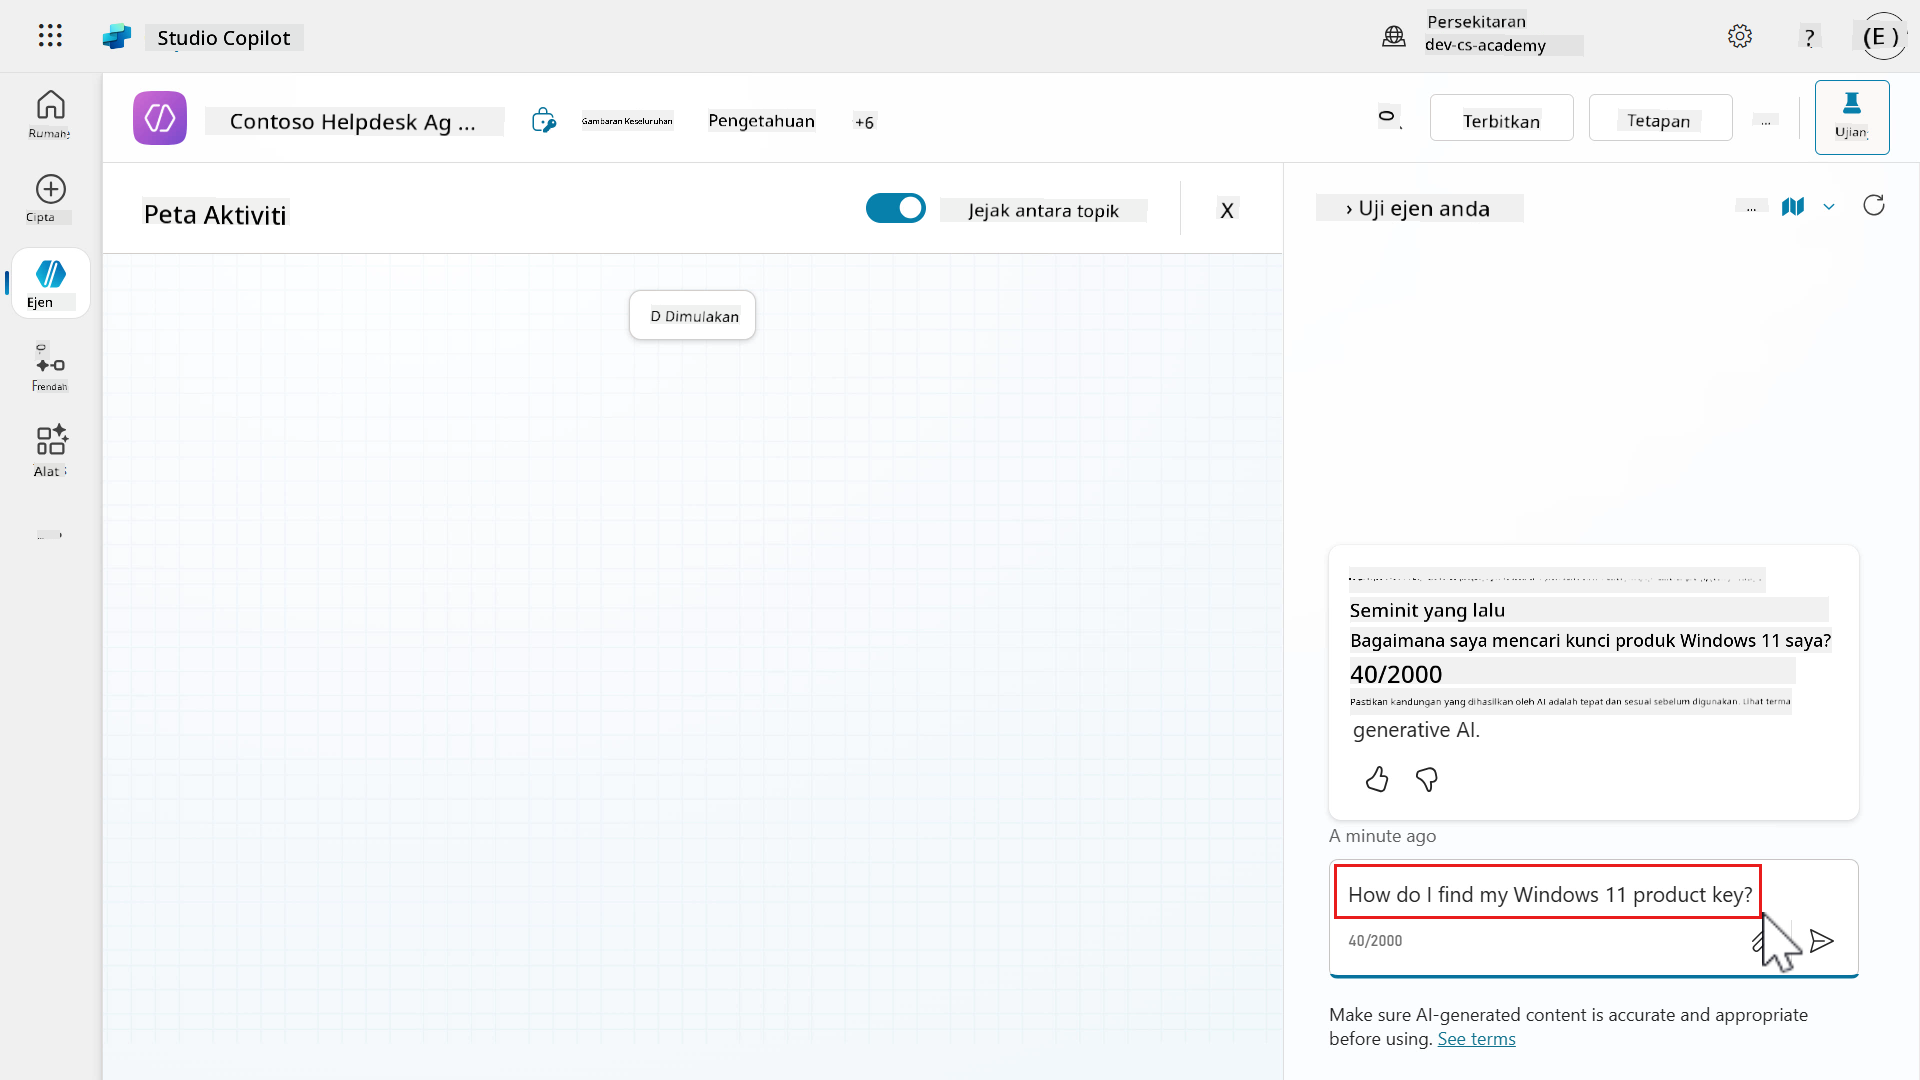 Studio Copilot
Persekitaran
dev-cs-academy
?
(E )
Rumah
Cipta
Ejen
Alat
Contoso Helpdesk Ag ...
Gambaran Keseluruhan
Pengetahuan
+6
Terbitkan
Tetapan
...
Ujian
Peta Aktiviti
Jejak antara topik
X
D Dimulakan
› Uji ejen anda
...
Seminit yang lalu
Bagaimana saya mencari kunci produk Windows 11 saya?
40/2000
Pastikan kandungan yang dihasilkan oleh AI adalah tepat dan sesuai sebelum digunakan. Lihat terma
generative AI.
A minute ago
How do I find my Windows 11 product key?
40/2000
Make sure AI-generated content is accurate and appropriate
before using. See terms